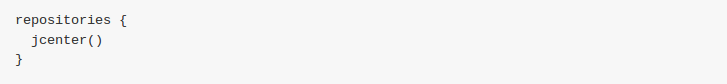 repositories {
  jcenter()
}